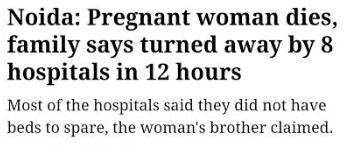 Noida: Pregnant woman dies,
family says turned away by 8
hospitals in 12 hours
Most of the hospitals said they did not have
beds to spare, the woman's brother claimed.